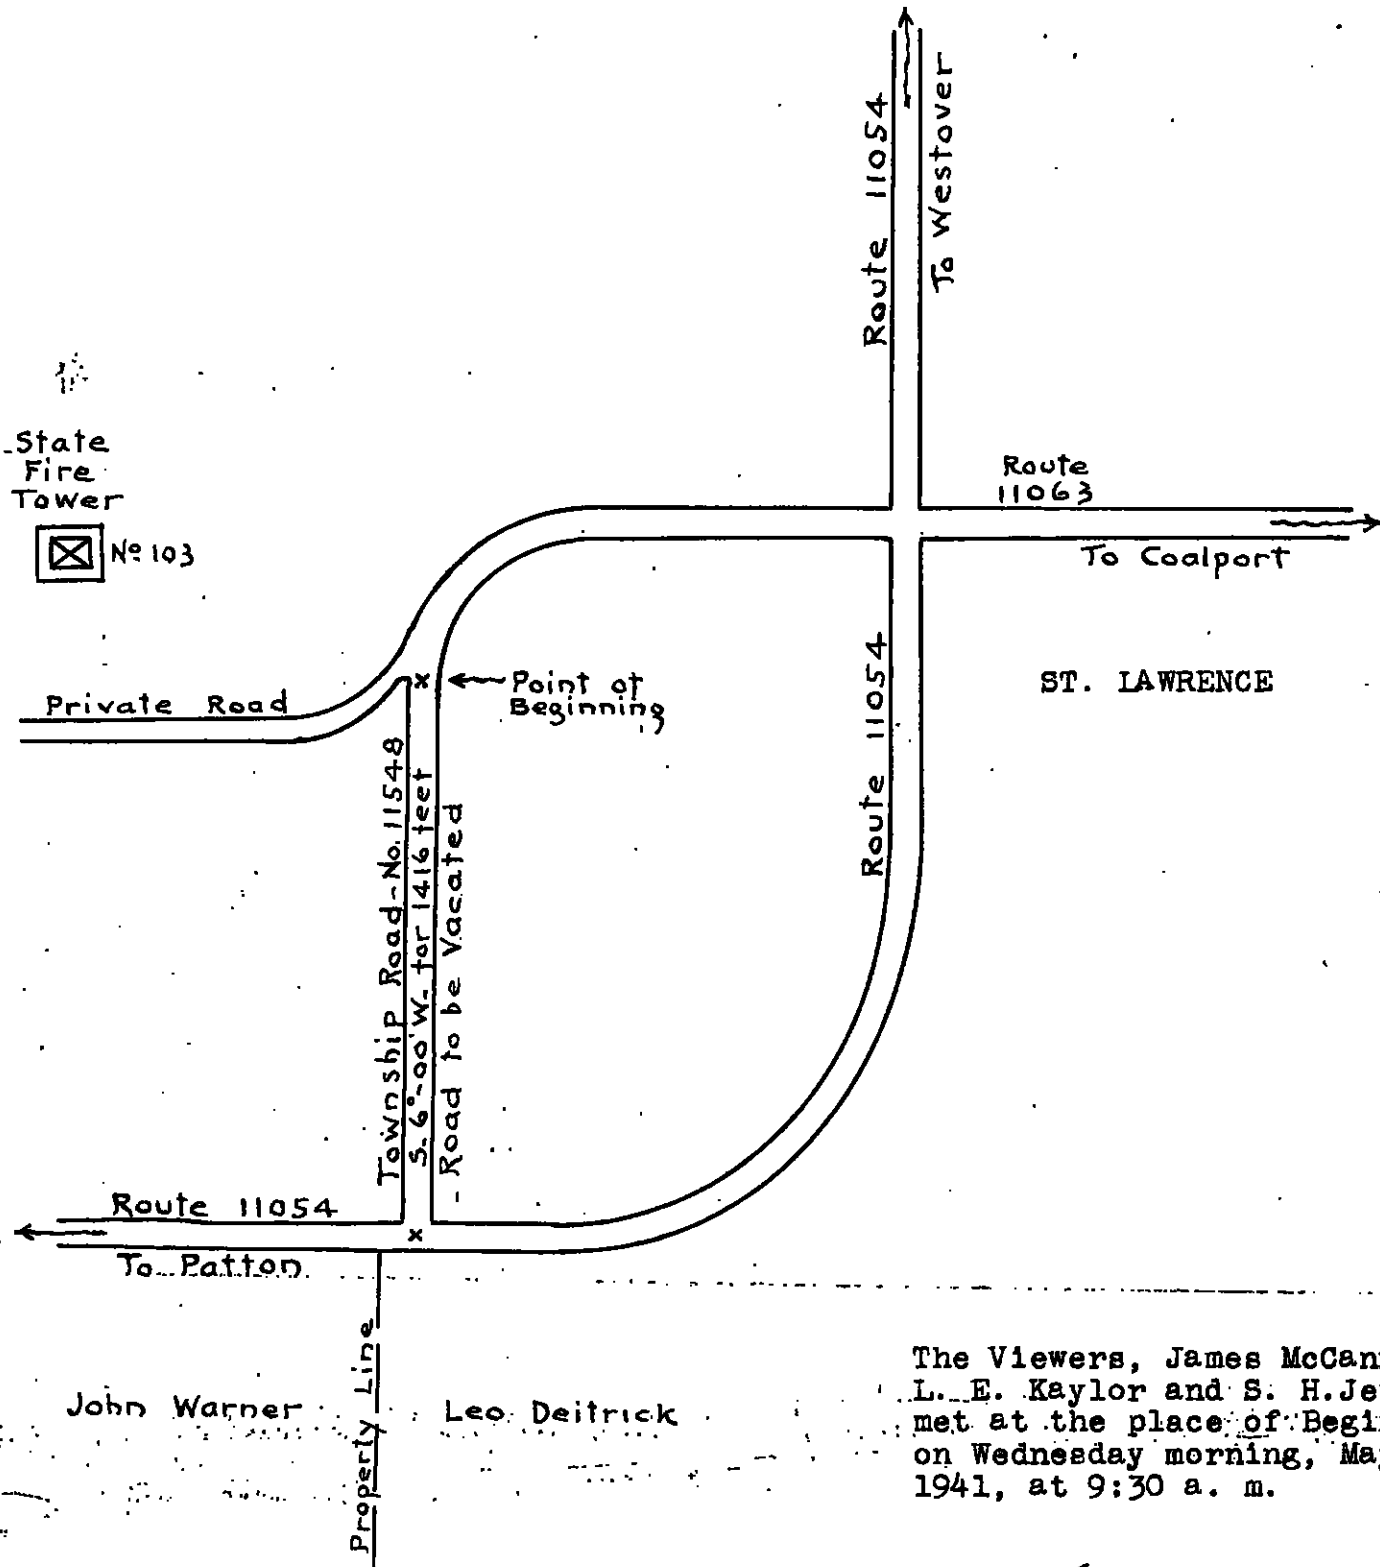 Route 11054
To Westover
State
Fire
Tower
No 103
Route
11063
To Coalport
Private Road
x
Point of
Beginning
ST. LAWRENCE
Route 11054
Township Road-No. 11548
S-6°-00' W. for 1416 feet
- Road to be Vacated
Route 11054
x
To Patton
Property Line
John Warner
Leo Deitrick
The Viewers, James McCan
L. E. Kaylor and S. H. Je
met at the place of Begi
on Wednesday morning, Ma
1941, at 9:30 a. m.